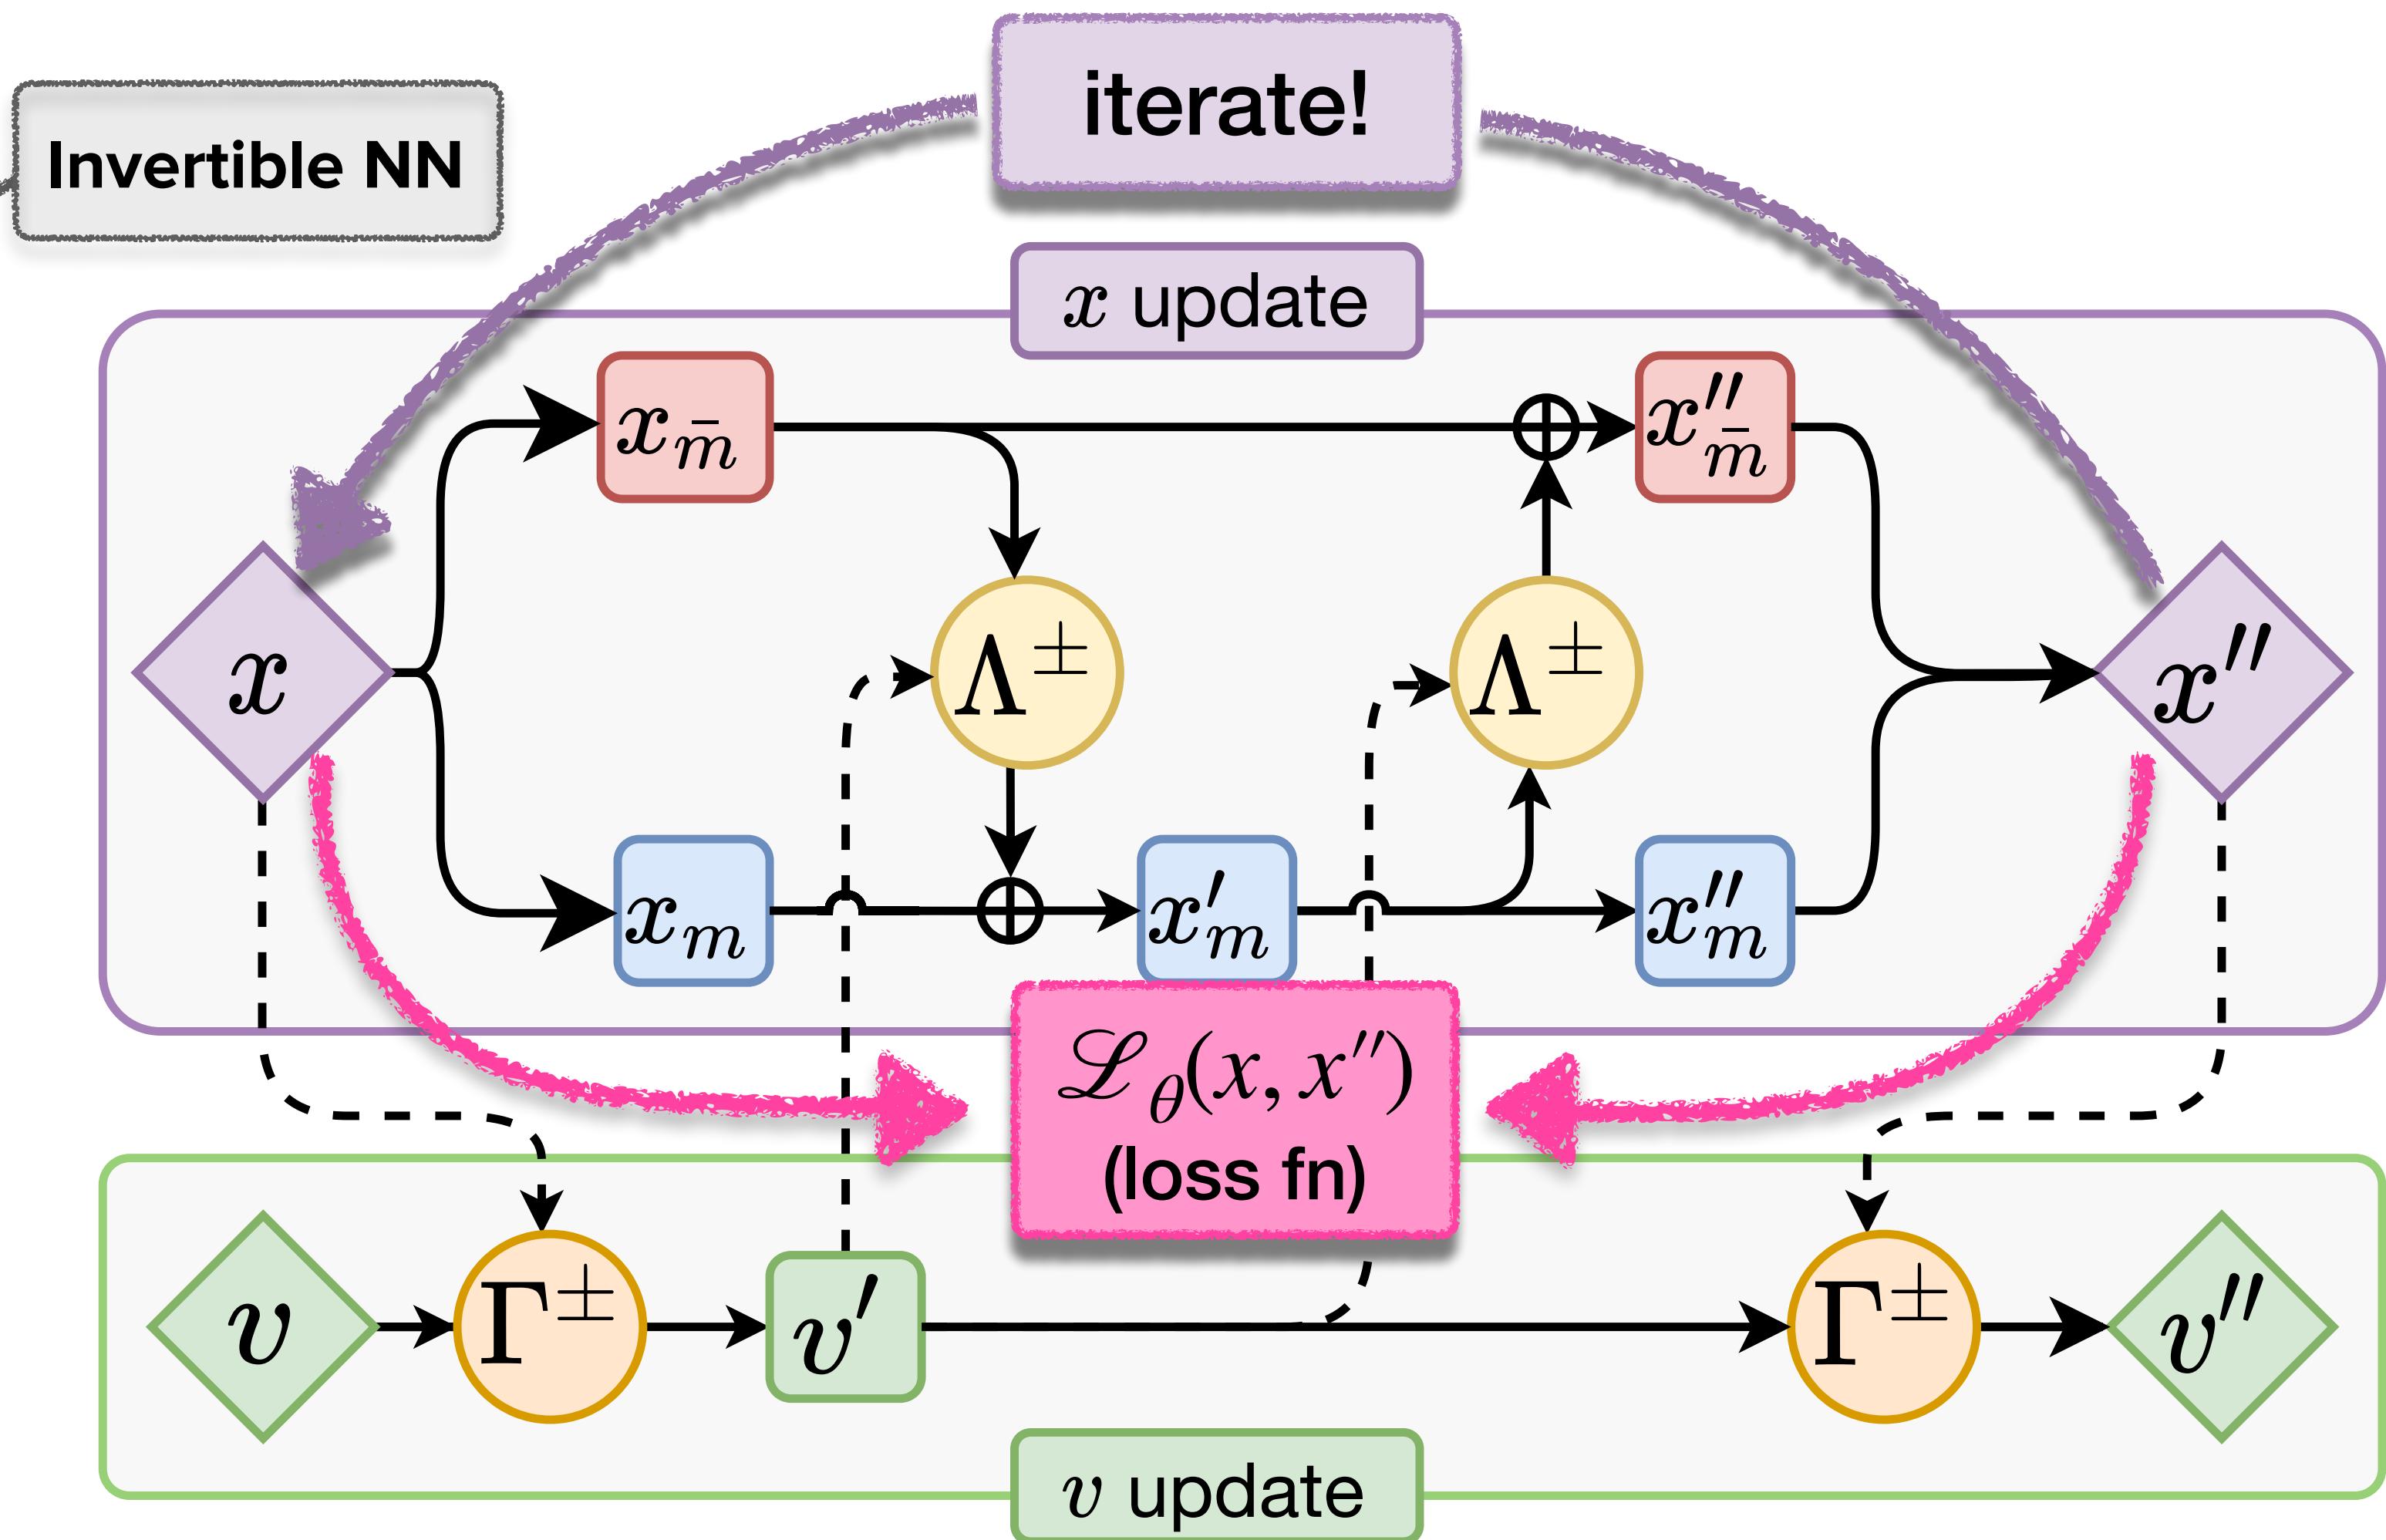 iterate!
Invertible NN
x update
x_m̄
x″_m̄
x
Λ±
Λ±
x″
x_m
x′_m
x″_m
ℒ_θ(x, x″)
(loss fn)
v
Γ±
v′
Γ±
v″
v update